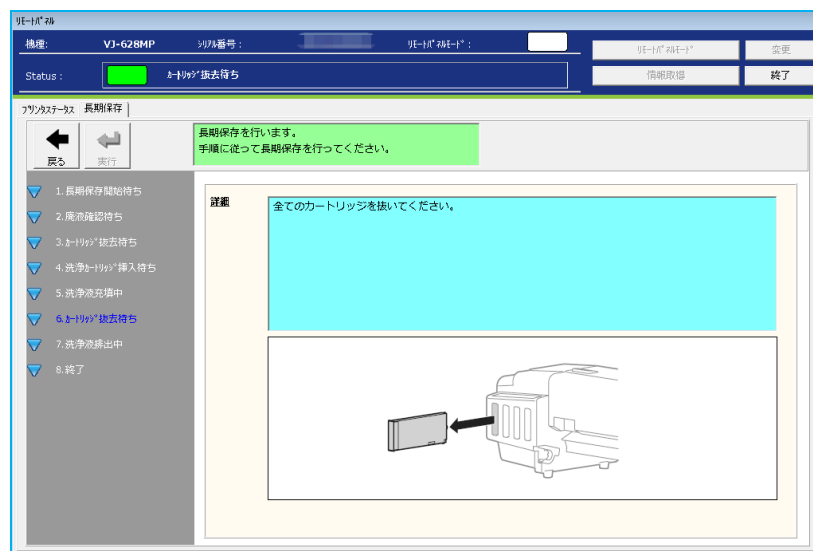 ﾘﾓｰﾄﾊﾟﾈﾙ
機種: VJ-628MP ｼﾘｱﾙ番号: ﾘﾓｰﾄﾊﾟﾈﾙﾓｰﾄﾞ:
ﾘﾓｰﾄﾊﾟﾈﾙﾓｰﾄﾞ 変更
Status: ｶｰﾄﾘｯｼﾞ抜去待ち
情報取得 終了
ﾌﾟﾘﾝﾀｽﾃｰﾀｽ 長期保存
戻る 実行
長期保存を行います。
手順に従って長期保存を行ってください。
1.長期保存開始待ち
2.廃液確認待ち
3.ｶｰﾄﾘｯｼﾞ抜去待ち
4.洗浄ｶｰﾄﾘｯｼﾞ挿入待ち
5.洗浄液充填中
6.ｶｰﾄﾘｯｼﾞ抜去待ち
7.洗浄液排出中
8.終了
詳細
全てのカートリッジを抜いてください。